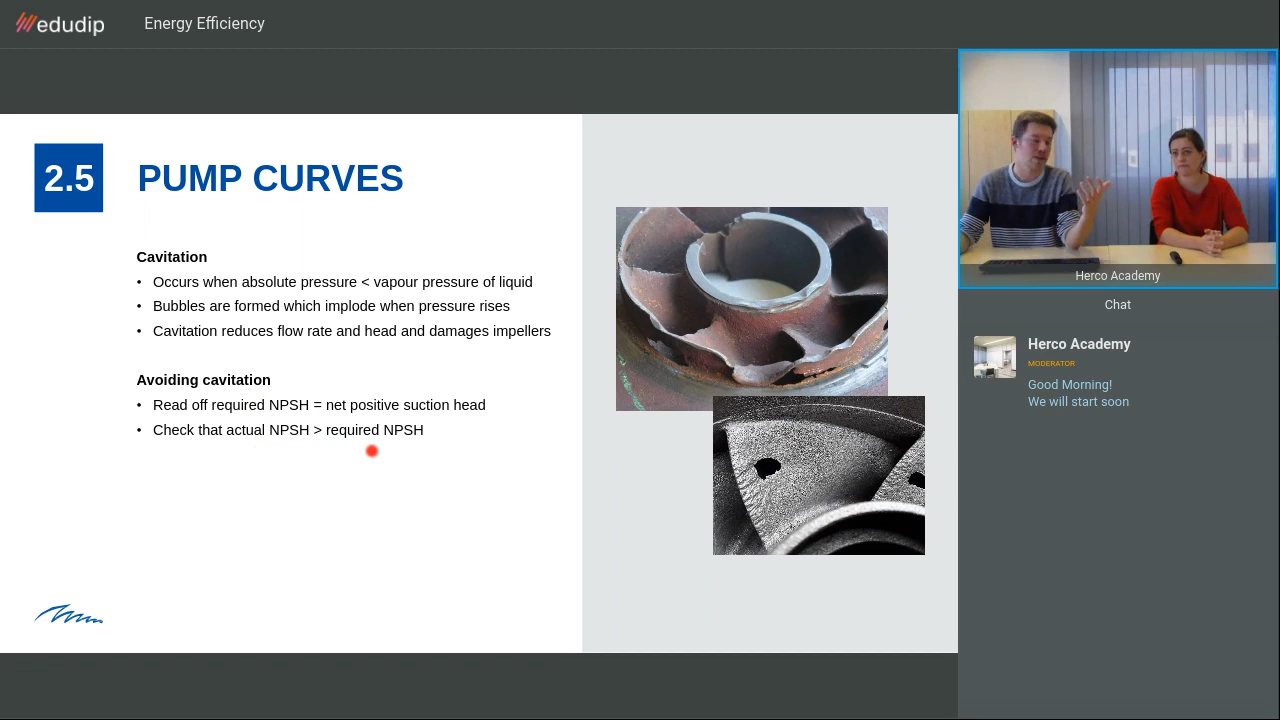 edudip
Energy Efficiency
2.5
PUMP CURVES
Cavitation
• Occurs when absolute pressure < vapour pressure of liquid
• Bubbles are formed which implode when pressure rises
• Cavitation reduces flow rate and head and damages impellers
Avoiding cavitation
• Read off required NPSH = net positive suction head
• Check that actual NPSH > required NPSH
Herco Academy
Chat
Herco Academy
MODERATOR
Good Morning!
We will start soon